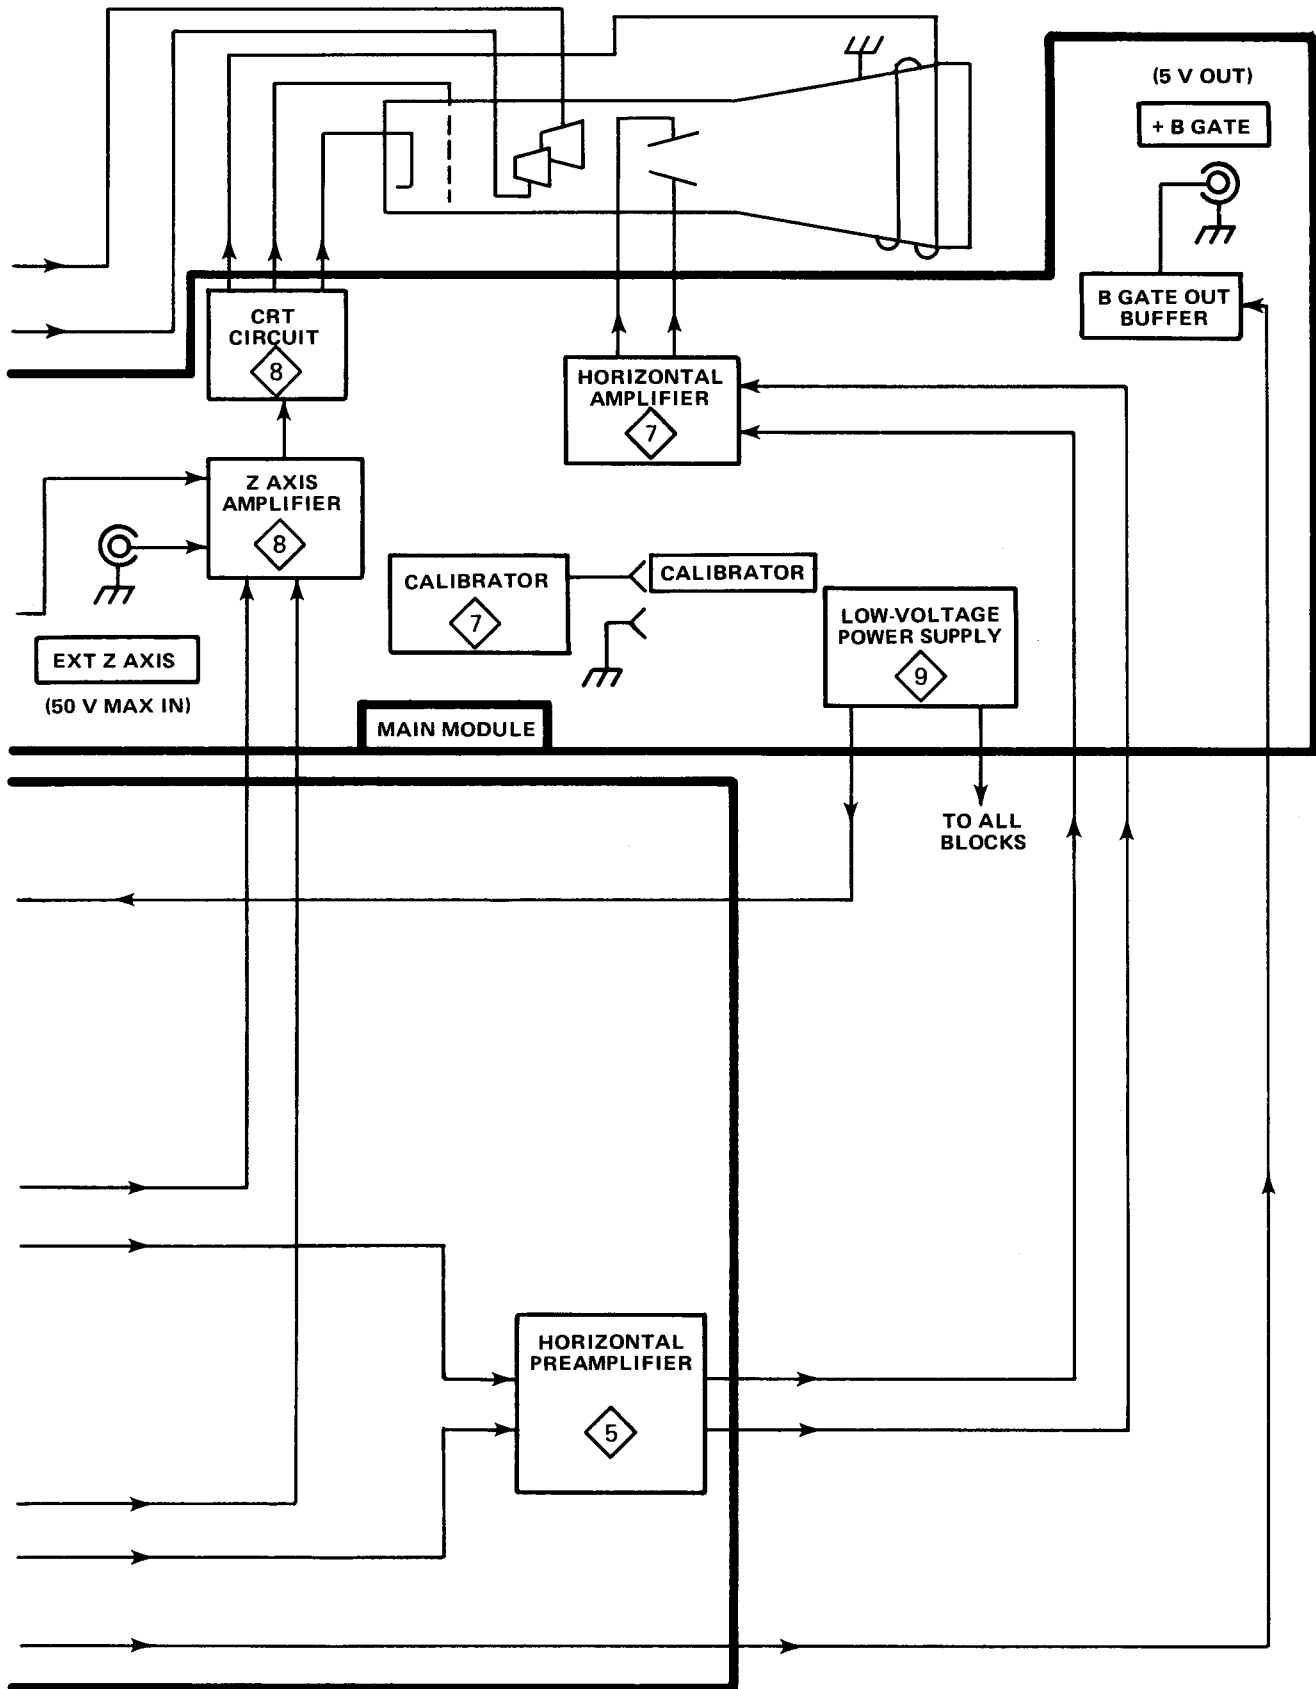 (5 V OUT)
+ B GATE
B GATE OUT
BUFFER
CRT
CIRCUIT
8
HORIZONTAL
AMPLIFIER
7
Z AXIS
AMPLIFIER
8
EXT Z AXIS
(50 V MAX IN)
CALIBRATOR
7
CALIBRATOR
LOW-VOLTAGE
POWER SUPPLY
9
MAIN MODULE
TO ALL
BLOCKS
HORIZONTAL
PREAMPLIFIER
5